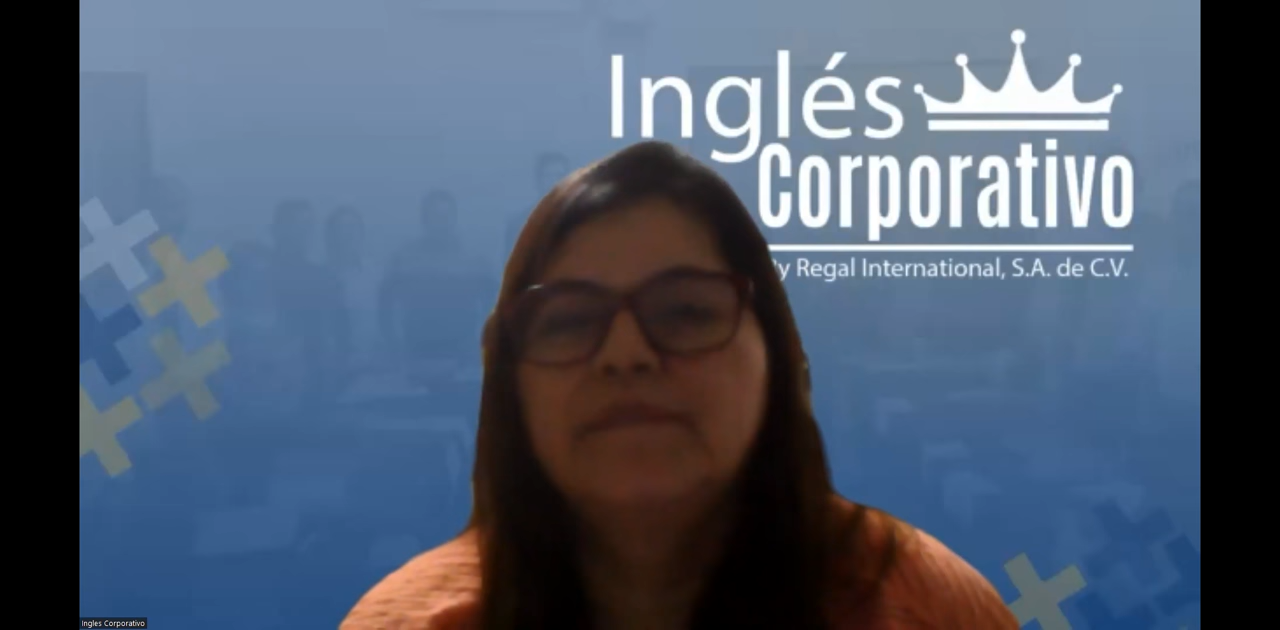 Inglés
Corporativo
y Regal International, S.A. de C.V.
Ingles Corporativo